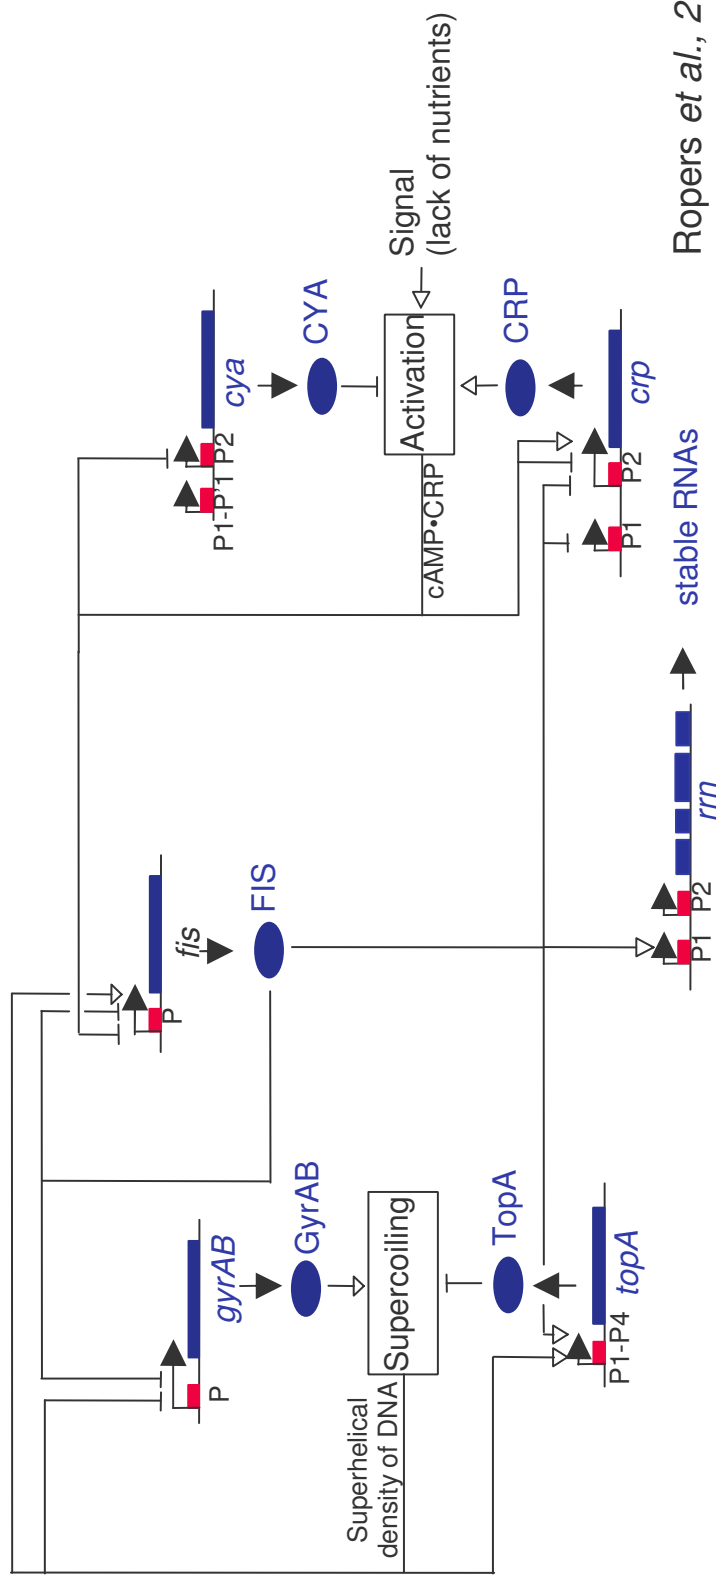 P
fis
P
gyrAB
P1-P'1 P2
cya
FIS
GyrAB
CYA
Superhelical
density of DNA
Supercoiling
Activation
Signal
(lack of nutrients)
cAMP•CRP
TopA
CRP
P1-P4
topA
P1
P2
crp
stable RNAs
P1
P2
rrn
Ropers et al., 2